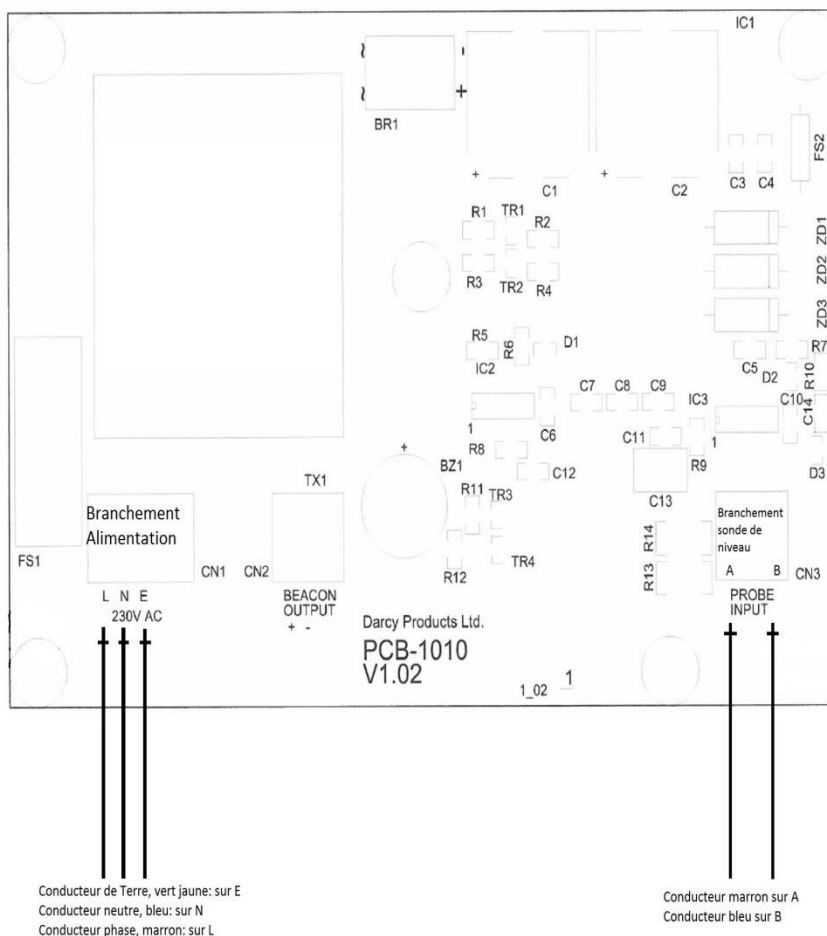 IC1
~ -
~ +
BR1
FS2
+ C1
+ C2
C3 C4
R1 TR1 R2
R3 TR2 R4
ZD1
ZD2
ZD3
R5
R6
D1
IC2
R7
C5
D2
R10
C7 C8 C9
IC3
C10
C14
1
C6
C11
1
R8
R9
D3
+
BZ1
C12
C13
TX1
R11
TR3
R14
Branchement
Alimentation
Branchement
sonde de
niveau
A B
FS1
CN1
CN2
R12
TR4
R13
CN3
L N E
230V AC
BEACON
OUTPUT
+ -
PROBE
INPUT
Darcy Products Ltd.
PCB-1010
V1.02
1_02 1
Conducteur de Terre, vert jaune: sur E
Conducteur neutre, bleu: sur N
Conducteur phase, marron: sur L
Conducteur marron sur A
Conducteur bleu sur B